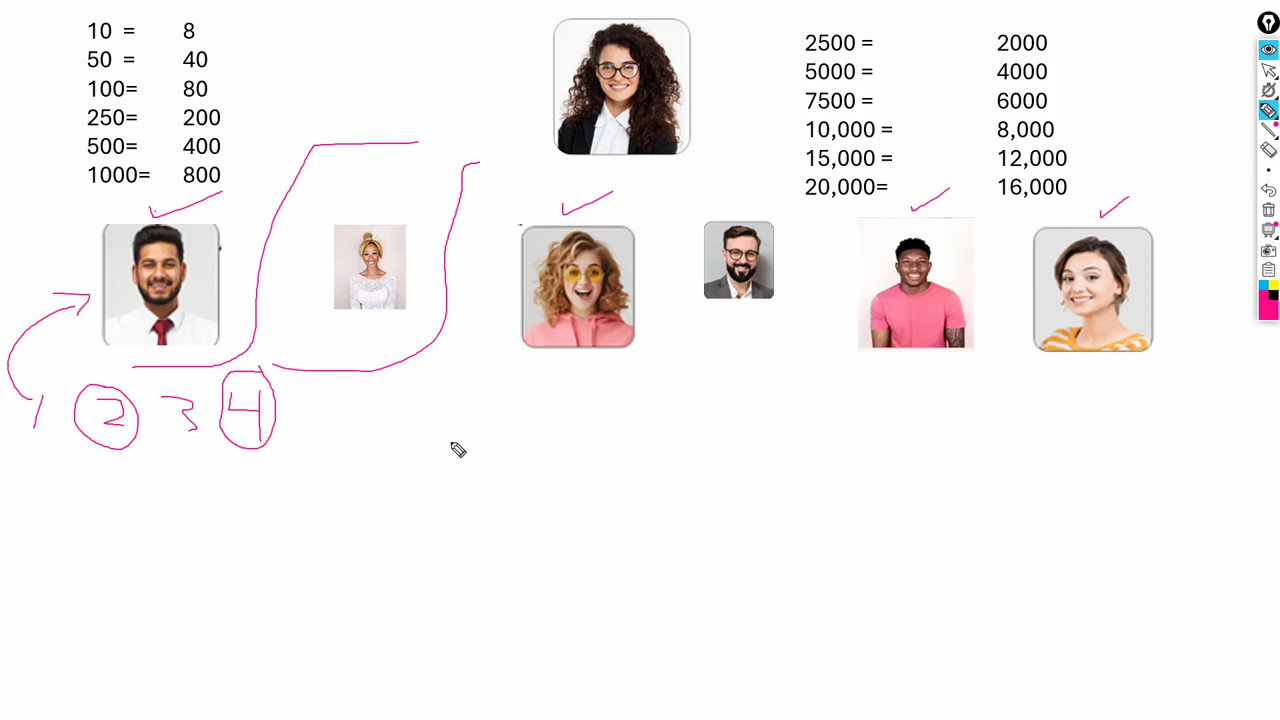 10 = 8
50 = 40
100= 80
250= 200
500= 400
1000= 800
2500 = 2000
5000 = 4000
7500 = 6000
10,000 = 8,000
15,000 = 12,000
20,000= 16,000
1 2 3 4